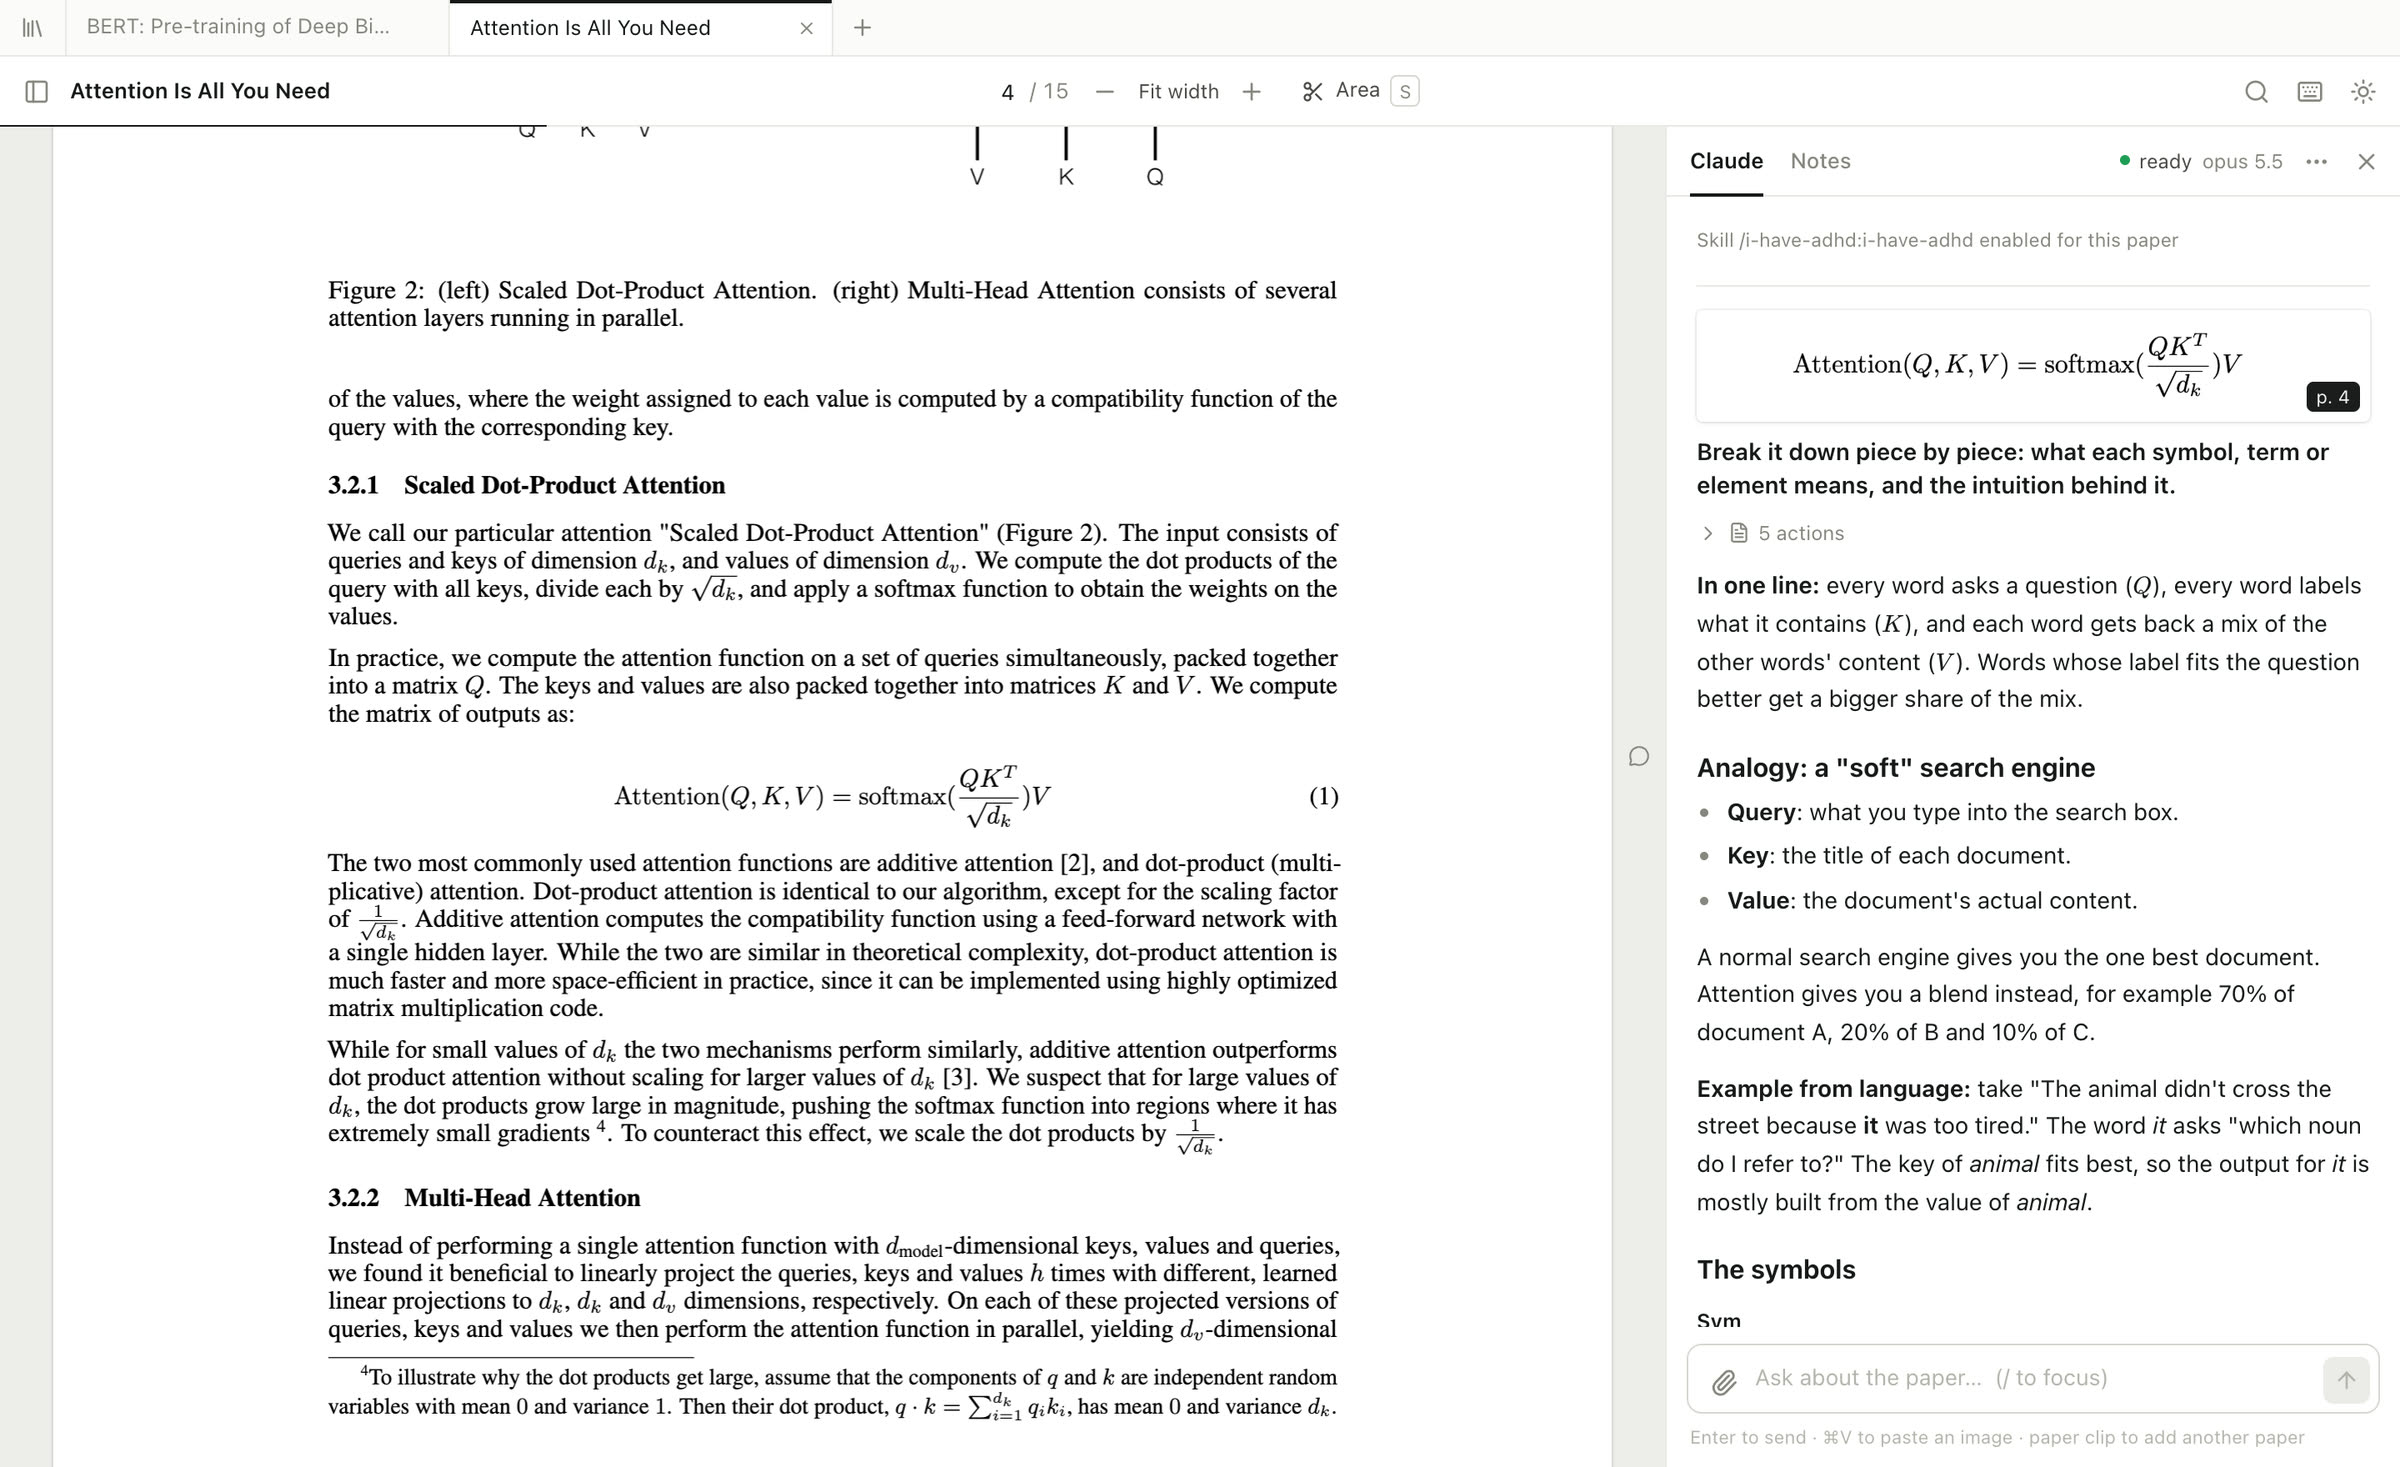 BERT: Pre-training of Deep Bi...
Attention Is All You Need
Attention Is All You Need
4 / 15
Fit width
Area S
Q K V
V K Q
Figure 2: (left) Scaled Dot-Product Attention. (right) Multi-Head Attention consists of several
attention layers running in parallel.
of the values, where the weight assigned to each value is computed by a compatibility function of the
query with the corresponding key.
3.2.1 Scaled Dot-Product Attention
We call our particular attention "Scaled Dot-Product Attention" (Figure 2). The input consists of
queries and keys of dimension dₖ, and values of dimension dᵥ. We compute the dot products of the
query with all keys, divide each by √dₖ, and apply a softmax function to obtain the weights on the
values.
In practice, we compute the attention function on a set of queries simultaneously, packed together
into a matrix Q. The keys and values are also packed together into matrices K and V. We compute
the matrix of outputs as:
Attention(Q, K, V) = softmax(QKᵀ/√dₖ)V (1)
The two most commonly used attention functions are additive attention [2], and dot-product (multi-
plicative) attention. Dot-product attention is identical to our algorithm, except for the scaling factor
of 1/√dₖ. Additive attention computes the compatibility function using a feed-forward network with
a single hidden layer. While the two are similar in theoretical complexity, dot-product attention is
much faster and more space-efficient in practice, since it can be implemented using highly optimized
matrix multiplication code.
While for small values of dₖ the two mechanisms perform similarly, additive attention outperforms
dot product attention without scaling for larger values of dₖ [3]. We suspect that for large values of
dₖ, the dot products grow large in magnitude, pushing the softmax function into regions where it has
extremely small gradients ⁴. To counteract this effect, we scale the dot products by 1/√dₖ.
3.2.2 Multi-Head Attention
Instead of performing a single attention function with d_model-dimensional keys, values and queries,
we found it beneficial to linearly project the queries, keys and values h times with different, learned
linear projections to dₖ, dₖ and dᵥ dimensions, respectively. On each of these projected versions of
queries, keys and values we then perform the attention function in parallel, yielding dᵥ-dimensional
⁴To illustrate why the dot products get large, assume that the components of q and k are independent random
variables with mean 0 and variance 1. Then their dot product, q · k = ∑ᵢ₌₁^dₖ qᵢkᵢ, has mean 0 and variance dₖ.
Claude Notes
ready opus 5.5
Skill /i-have-adhd:i-have-adhd enabled for this paper
Attention(Q, K, V) = softmax(QKᵀ/√dₖ)V
p. 4
Break it down piece by piece: what each symbol, term or
element means, and the intuition behind it.
5 actions
In one line: every word asks a question (Q), every word labels
what it contains (K), and each word gets back a mix of the
other words' content (V). Words whose label fits the question
better get a bigger share of the mix.
Analogy: a "soft" search engine
• Query: what you type into the search box.
• Key: the title of each document.
• Value: the document's actual content.
A normal search engine gives you the one best document.
Attention gives you a blend instead, for example 70% of
document A, 20% of B and 10% of C.
Example from language: take "The animal didn't cross the
street because it was too tired." The word it asks "which noun
do I refer to?" The key of animal fits best, so the output for it is
mostly built from the value of animal.
The symbols
Sym
Ask about the paper... (/ to focus)
Enter to send · ⌘V to paste an image · paper clip to add another paper